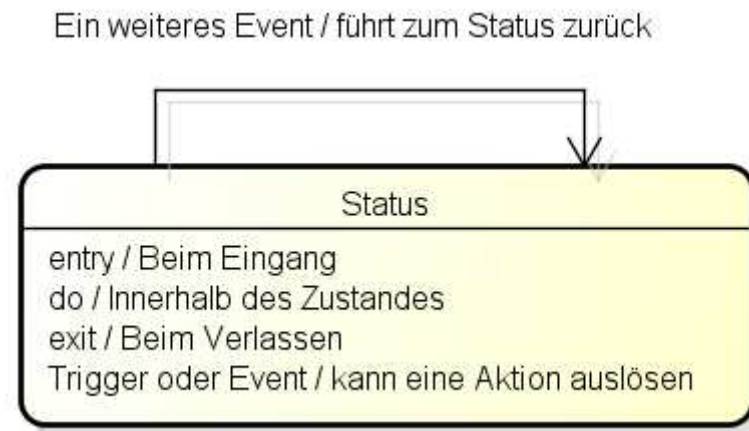 Ein weiteres Event / führt zum Status zurück
Status
entry / Beim Eingang
do / Innerhalb des Zustandes
exit / Beim Verlassen
Trigger oder Event / kann eine Aktion auslösen